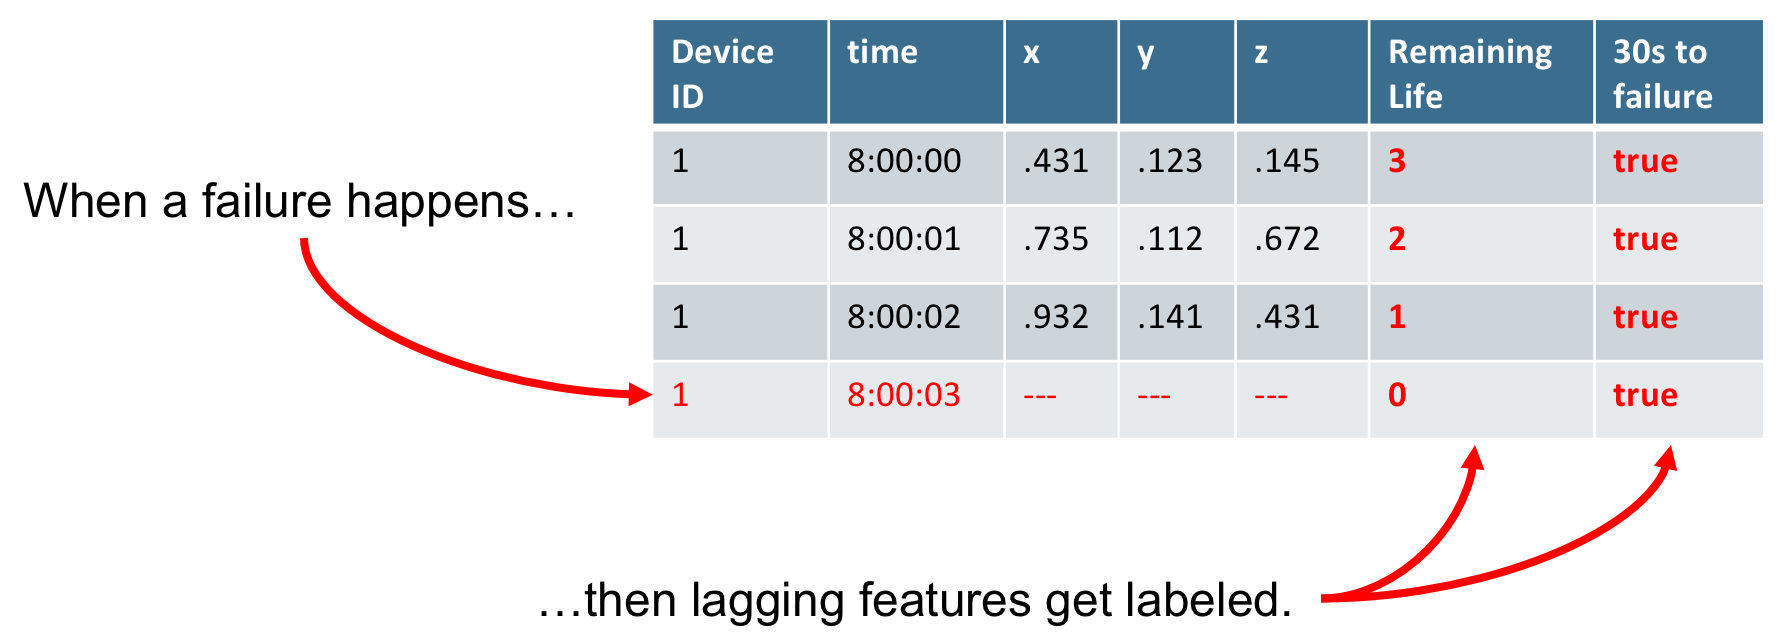 Device ID time x y z Remaining Life 30s to failure
1 8:00:00 .431 .123 .145 3 true
When a failure happens…
1 8:00:01 .735 .112 .672 2 true
1 8:00:02 .932 .141 .431 1 true
1 8:00:03 --- --- --- 0 true
…then lagging features get labeled.